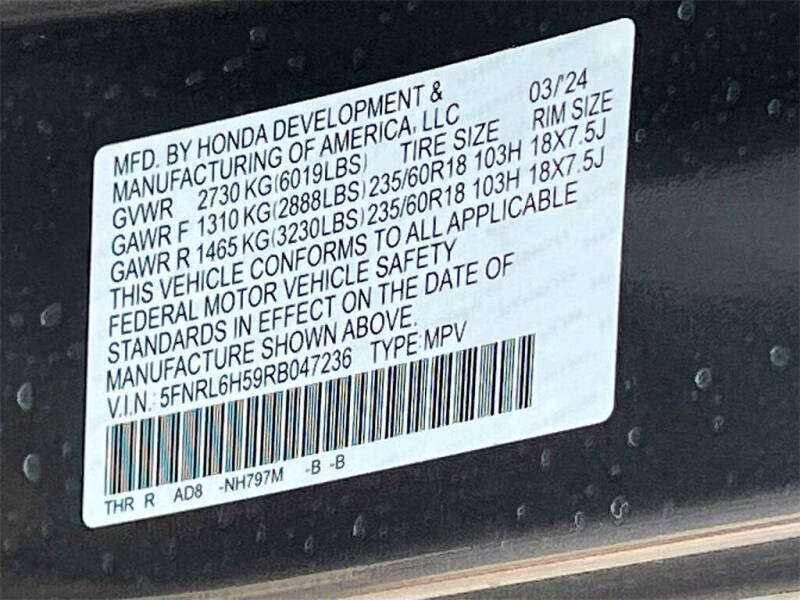 MFD. BY HONDA DEVELOPMENT & 03/'24
MANUFACTURING OF AMERICA, LLC RIM SIZE
GVWR 2730 KG(6019LBS) TIRE SIZE
GAWR F 1310 KG(2888LBS) 235/60R18 103H 18X7.5J
GAWR R 1465 KG(3230LBS) 235/60R18 103H 18X7.5J
THIS VEHICLE CONFORMS TO ALL APPLICABLE
FEDERAL MOTOR VEHICLE SAFETY
STANDARDS IN EFFECT ON THE DATE OF
MANUFACTURE SHOWN ABOVE.
V.I.N.: 5FNRL6H59RB047236 TYPE:MPV
THR R AD8 -NH797M -B -B